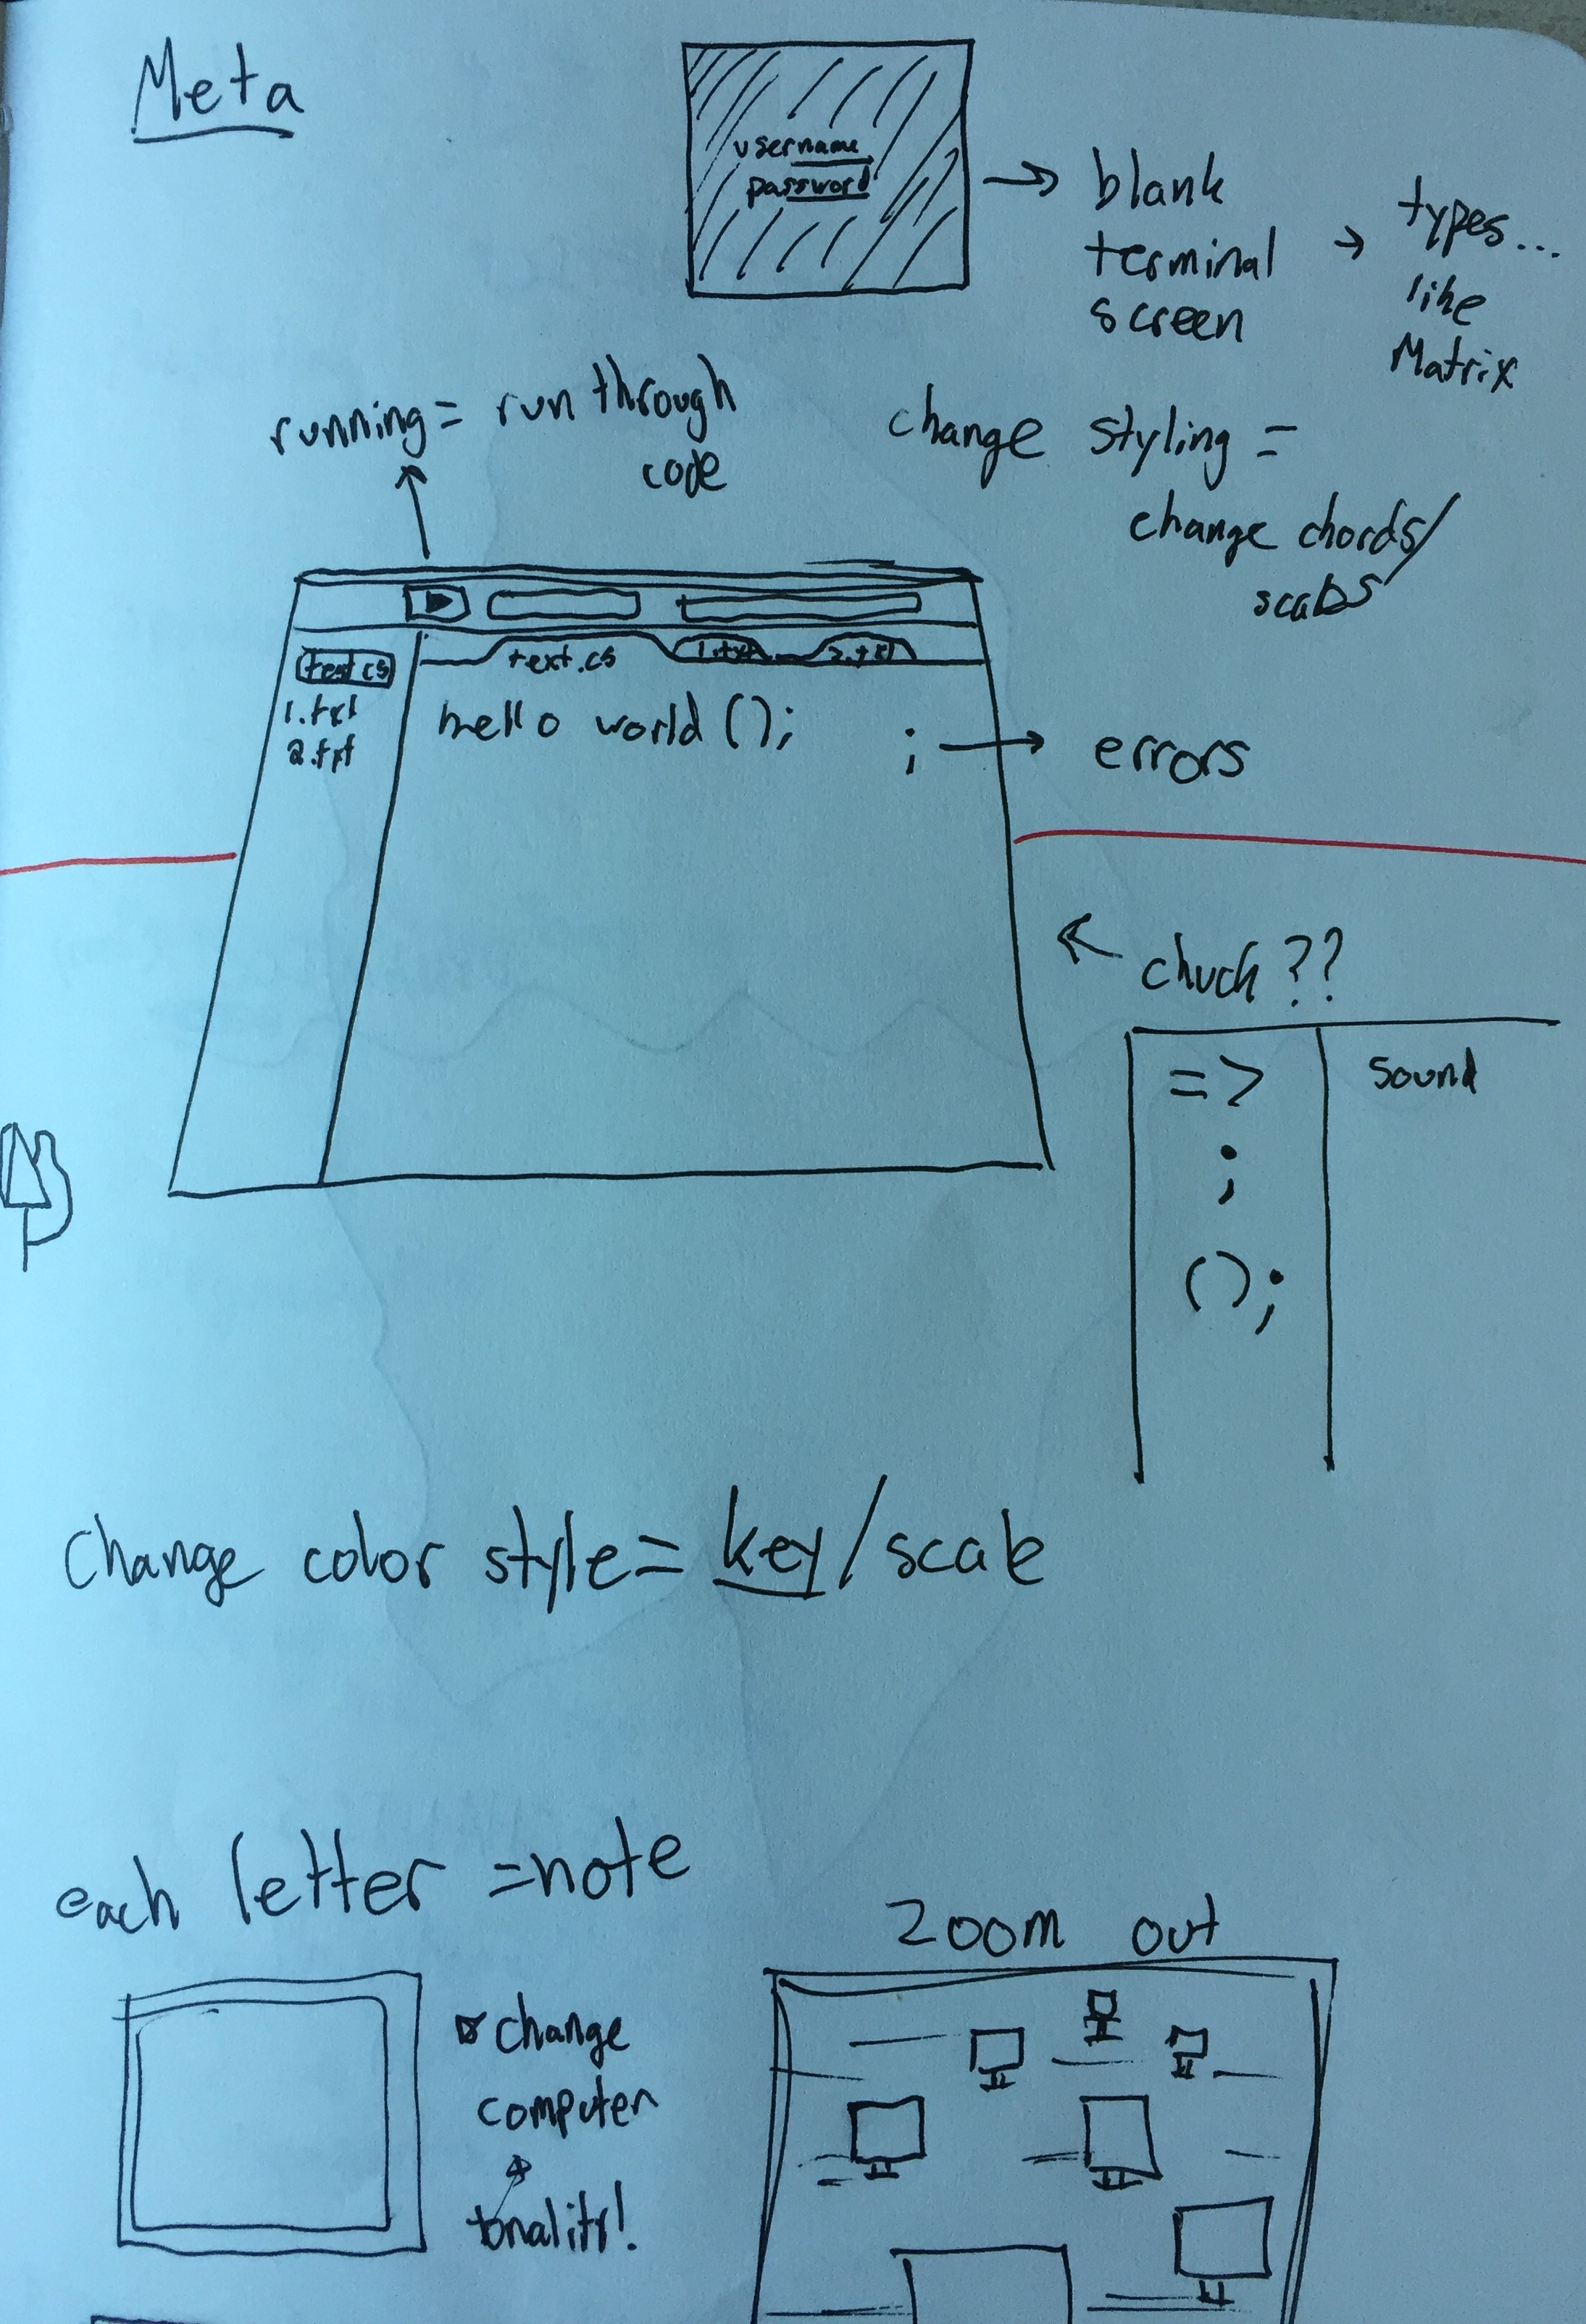 Meta
username
password
→ blank
terminal
screen
→ types...
like
Matrix
running = run through
code
change styling =
change chords/
scales
test.cs
1.txt
2.txt
text.cs
1.txt
2.txt
hello world ();
; → errors
← chuck ??
=>
;
();
sound
Change color style = key/scale
each letter = note
change
computer
tonality!
Zoom out